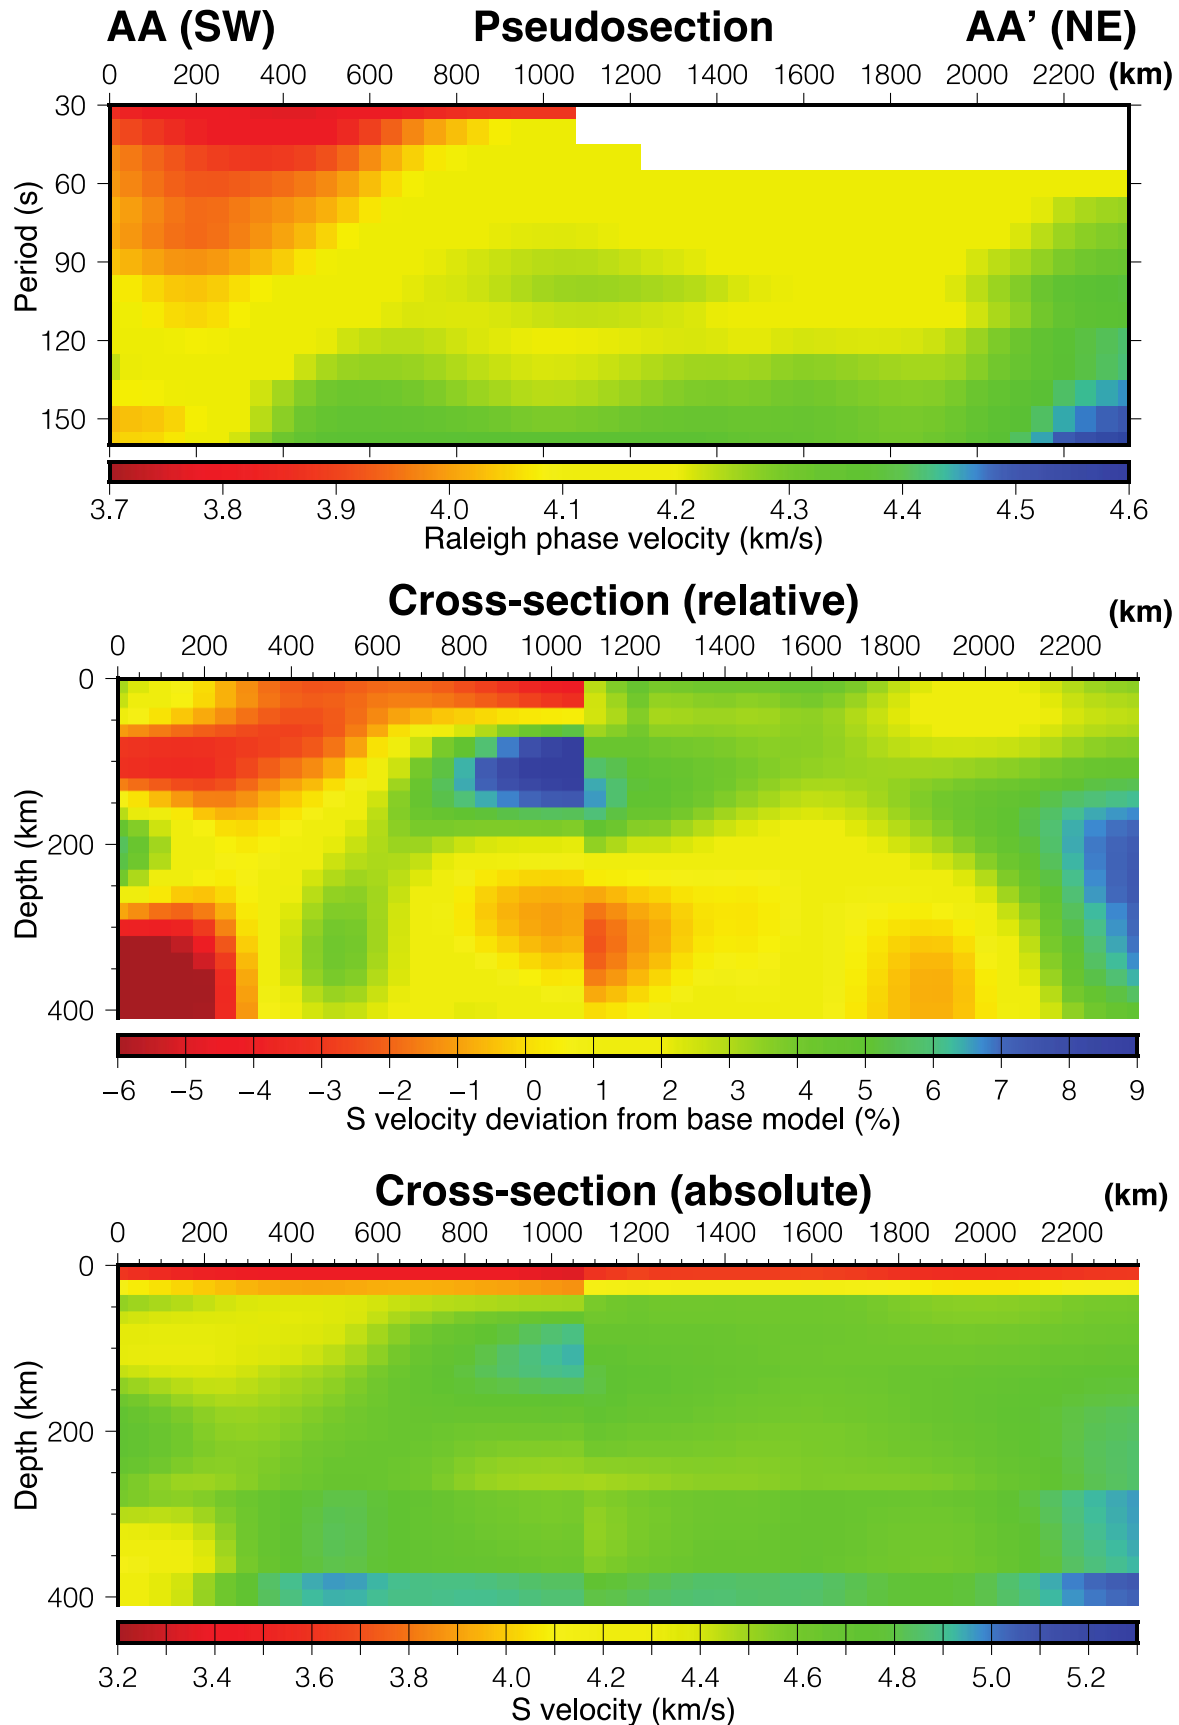 AA (SW) Pseudosection AA' (NE)
0 200 400 600 800 1000 1200 1400 1600 1800 2000 2200 (km)
30
60
90
120
150
Period (s)
3.7 3.8 3.9 4.0 4.1 4.2 4.3 4.4 4.5 4.6
Raleigh phase velocity (km/s)
Cross-section (relative) (km)
0 200 400 600 800 1000 1200 1400 1600 1800 2000 2200
0
200
400
Depth (km)
−6 −5 −4 −3 −2 −1 0 1 2 3 4 5 6 7 8 9
S velocity deviation from base model (%)
Cross-section (absolute) (km)
0 200 400 600 800 1000 1200 1400 1600 1800 2000 2200
0
200
400
Depth (km)
3.2 3.4 3.6 3.8 4.0 4.2 4.4 4.6 4.8 5.0 5.2
S velocity (km/s)